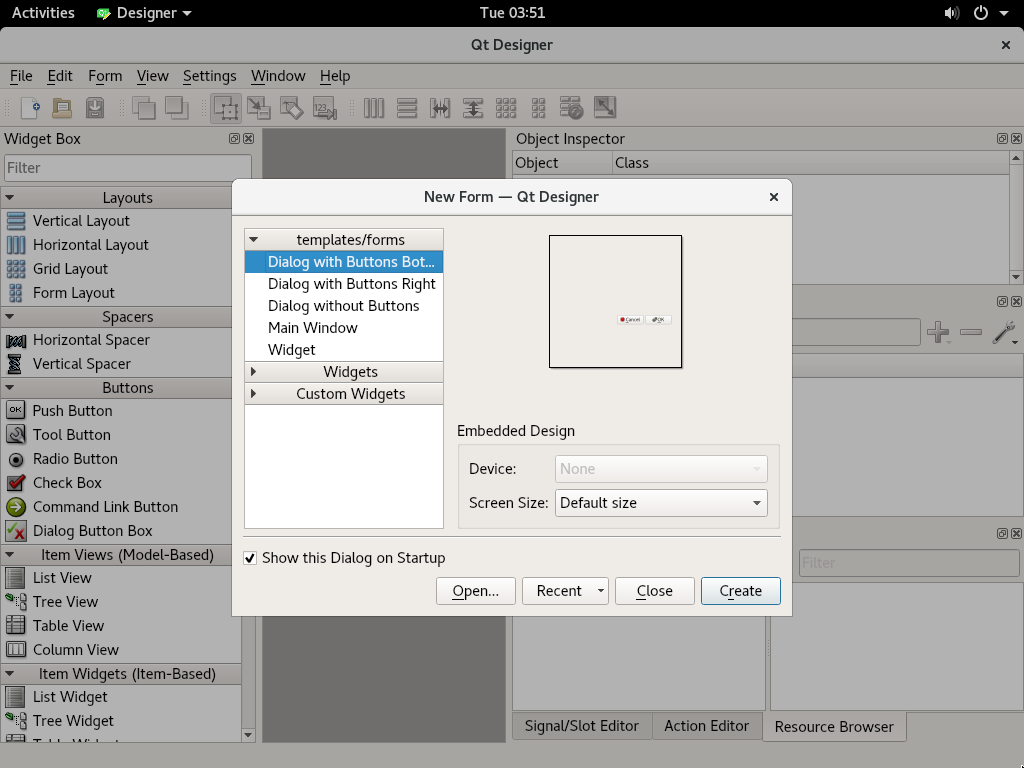 Activities
Designer
Tue 03:51
Qt Designer
File Edit Form View Settings Window Help
Widget Box
Filter
Layouts
Vertical Layout
Horizontal Layout
Grid Layout
Form Layout
Spacers
Horizontal Spacer
Vertical Spacer
Buttons
OK
Push Button
Tool Button
Radio Button
Check Box
Command Link Button
Dialog Button Box
Item Views (Model-Based)
List View
Tree View
Table View
Column View
Item Widgets (Item-Based)
List Widget
Tree Widget
Object Inspector
Object
Class
New Form — Qt Designer
templates/forms
Dialog with Buttons Bot...
Dialog with Buttons Right
Dialog without Buttons
Main Window
Widget
Widgets
Custom Widgets
Cancel
OK
Embedded Design
Device:
None
Screen Size:
Default size
Show this Dialog on Startup
Open...
Recent
Close
Create
Filter
Signal/Slot Editor
Action Editor
Resource Browser